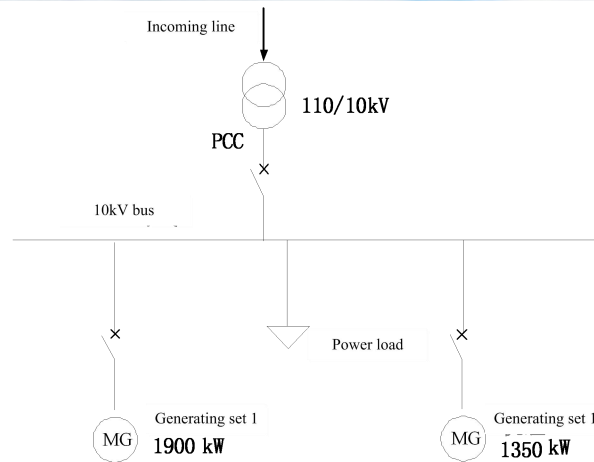 Incoming line
110/10kV
PCC
10kV bus
Power load
Generating set 1
MG
1900 kW
Generating set 1
MG
1350 kW